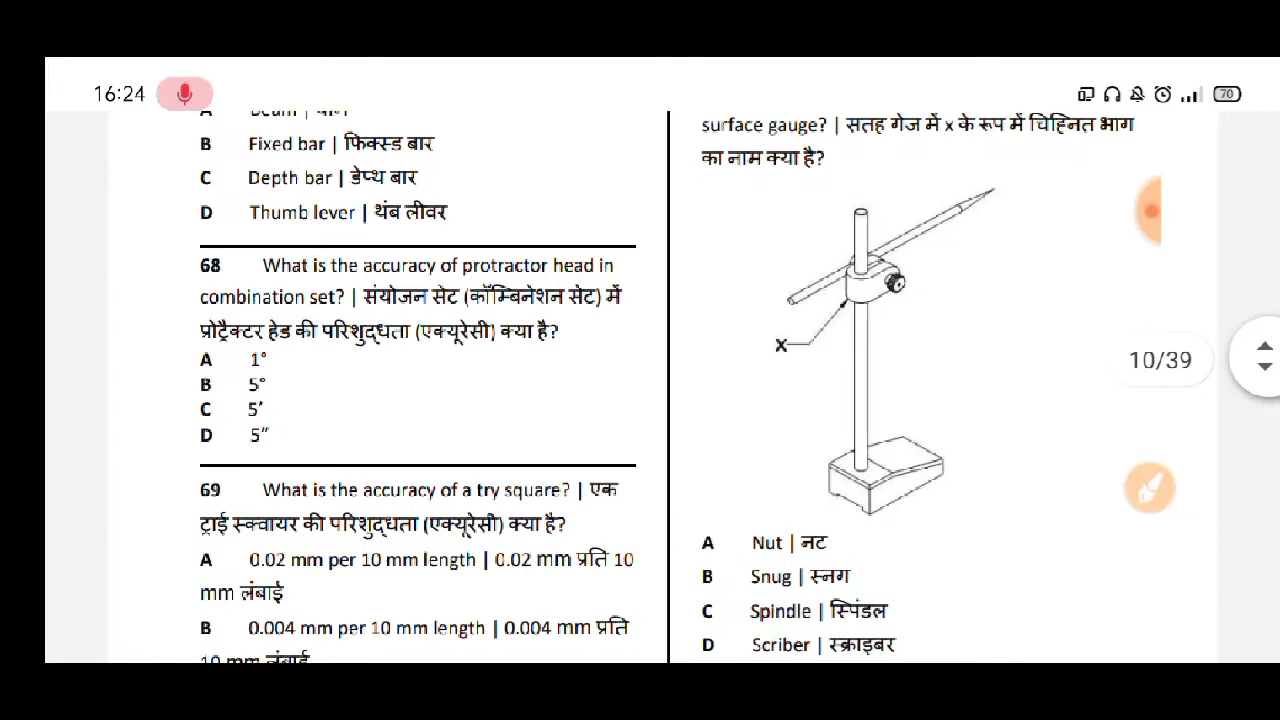 16:24
70
B Fixed bar | फिक्स्ड बार
C Depth bar | डेप्थ बार
D Thumb lever | थंब लीवर
68 What is the accuracy of protractor head in
combination set? | संयोजन सेट (कॉम्बिनेशन सेट) में
प्रोट्रैक्टर हेड की परिशुद्धता (एक्यूरेसी) क्या है?
A 1°
B 5°
C 5′
D 5″
69 What is the accuracy of a try square? | एक
ट्राई स्क्वायर की परिशुद्धता (एक्यूरेसी) क्या है?
A 0.02 mm per 10 mm length | 0.02 mm प्रति 10
mm लंबाई
B 0.004 mm per 10 mm length | 0.004 mm प्रति
10 mm लंबाई
surface gauge? | सतह गेज में x के रूप में चिह्नित भाग
का नाम क्या है?
X
A Nut | नट
B Snug | स्नग
C Spindle | स्पिंडल
D Scriber | स्क्राइबर
10/39